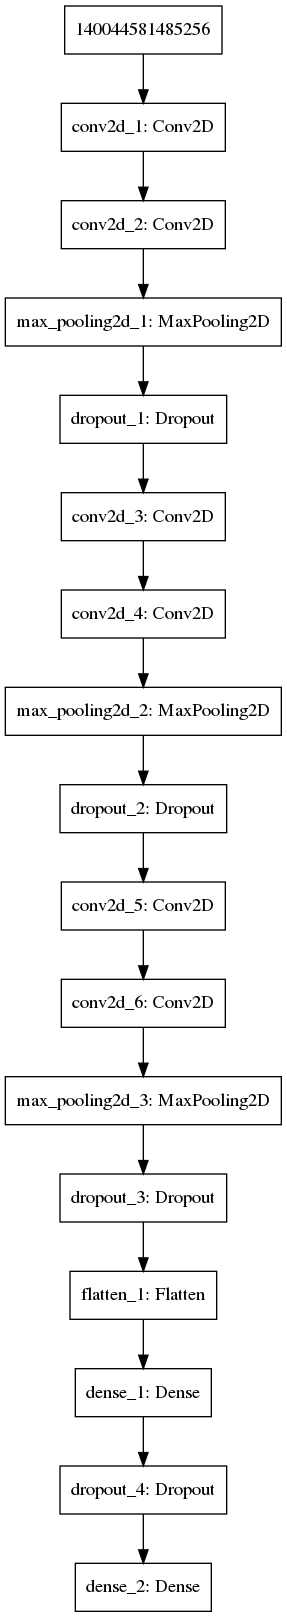 140044581485256
conv2d_1: Conv2D
conv2d_2: Conv2D
max_pooling2d_1: MaxPooling2D
dropout_1: Dropout
conv2d_3: Conv2D
conv2d_4: Conv2D
max_pooling2d_2: MaxPooling2D
dropout_2: Dropout
conv2d_5: Conv2D
conv2d_6: Conv2D
max_pooling2d_3: MaxPooling2D
dropout_3: Dropout
flatten_1: Flatten
dense_1: Dense
dropout_4: Dropout
dense_2: Dense